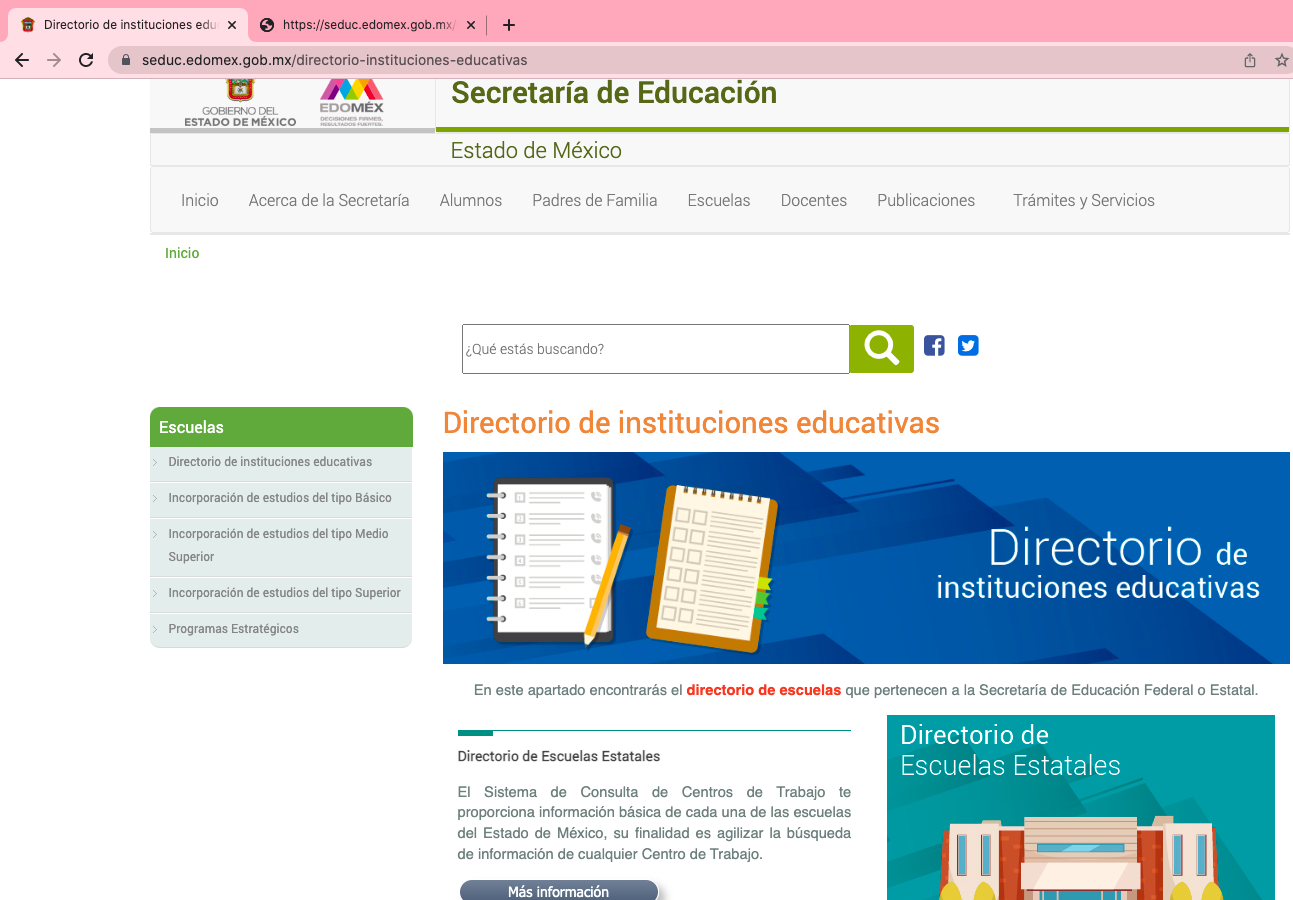 Directorio de instituciones edu
https://seduc.edomex.gob.mx/
seduc.edomex.gob.mx/directorio-instituciones-educativas
GOBIERNO DEL
ESTADO DE MÉXICO
EDOMÉX
DECISIONES FIRMES,
RESULTADOS FUERTES.
Secretaría de Educación
Estado de México
Inicio Acerca de la Secretaría Alumnos Padres de Familia Escuelas Docentes Publicaciones Trámites y Servicios
Inicio
¿Qué estás buscando?
Escuelas
Directorio de instituciones educativas
Incorporación de estudios del tipo Básico
Incorporación de estudios del tipo Medio
Superior
Incorporación de estudios del tipo Superior
Programas Estratégicos
Directorio de instituciones educativas
Directorio de
instituciones educativas
En este apartado encontrarás el directorio de escuelas que pertenecen a la Secretaría de Educación Federal o Estatal.
Directorio de Escuelas Estatales
El Sistema de Consulta de Centros de Trabajo te
proporciona información básica de cada una de las escuelas
del Estado de México, su finalidad es agilizar la búsqueda
de información de cualquier Centro de Trabajo.
Más información
Directorio de
Escuelas Estatales